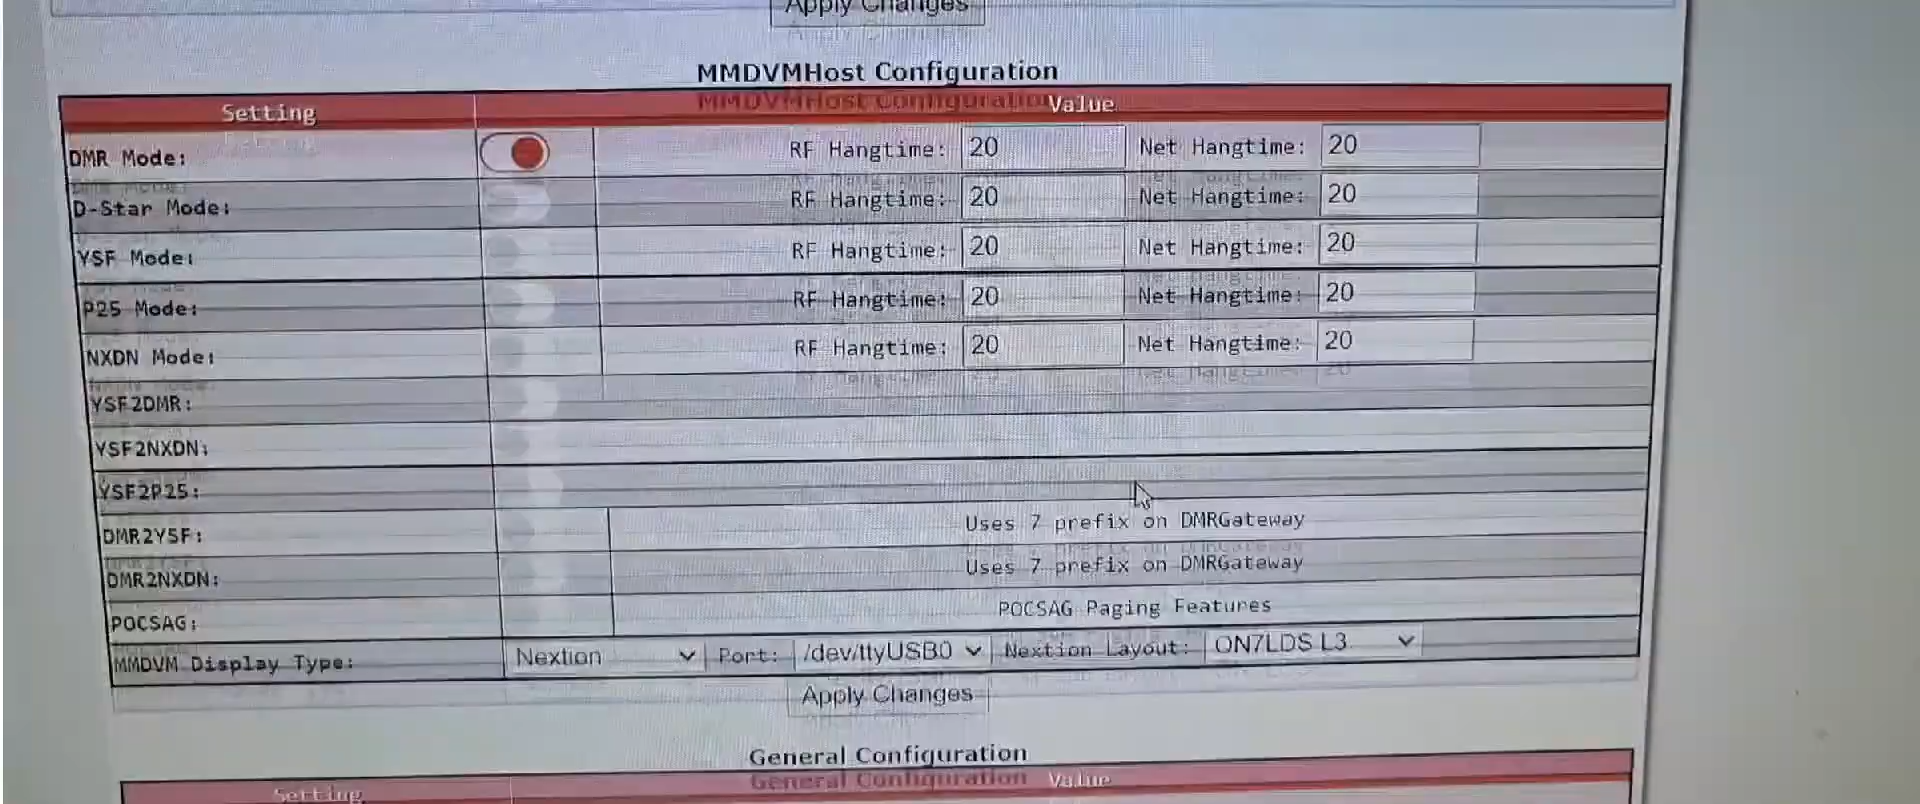 Apply Changes
MMDVMHost Configuration
Setting Value
DMR Mode: RF Hangtime: 20 Net Hangtime: 20
D-Star Mode: RF Hangtime: 20 Net Hangtime: 20
YSF Mode: RF Hangtime: 20 Net Hangtime: 20
P25 Mode: RF Hangtime: 20 Net Hangtime: 20
NXDN Mode: RF Hangtime: 20 Net Hangtime: 20
YSF2DMR:
YSF2NXDN:
YSF2P25:
DMR2YSF: Uses 7 prefix on DMRGateway
DMR2NXDN: Uses 7 prefix on DMRGateway
POCSAG: POCSAG Paging Features
MMDVM Display Type: Nextion Port: /dev/ttyUSB0 Nextion Layout: ON7LDS L3
Apply Changes
General Configuration
Setting Value